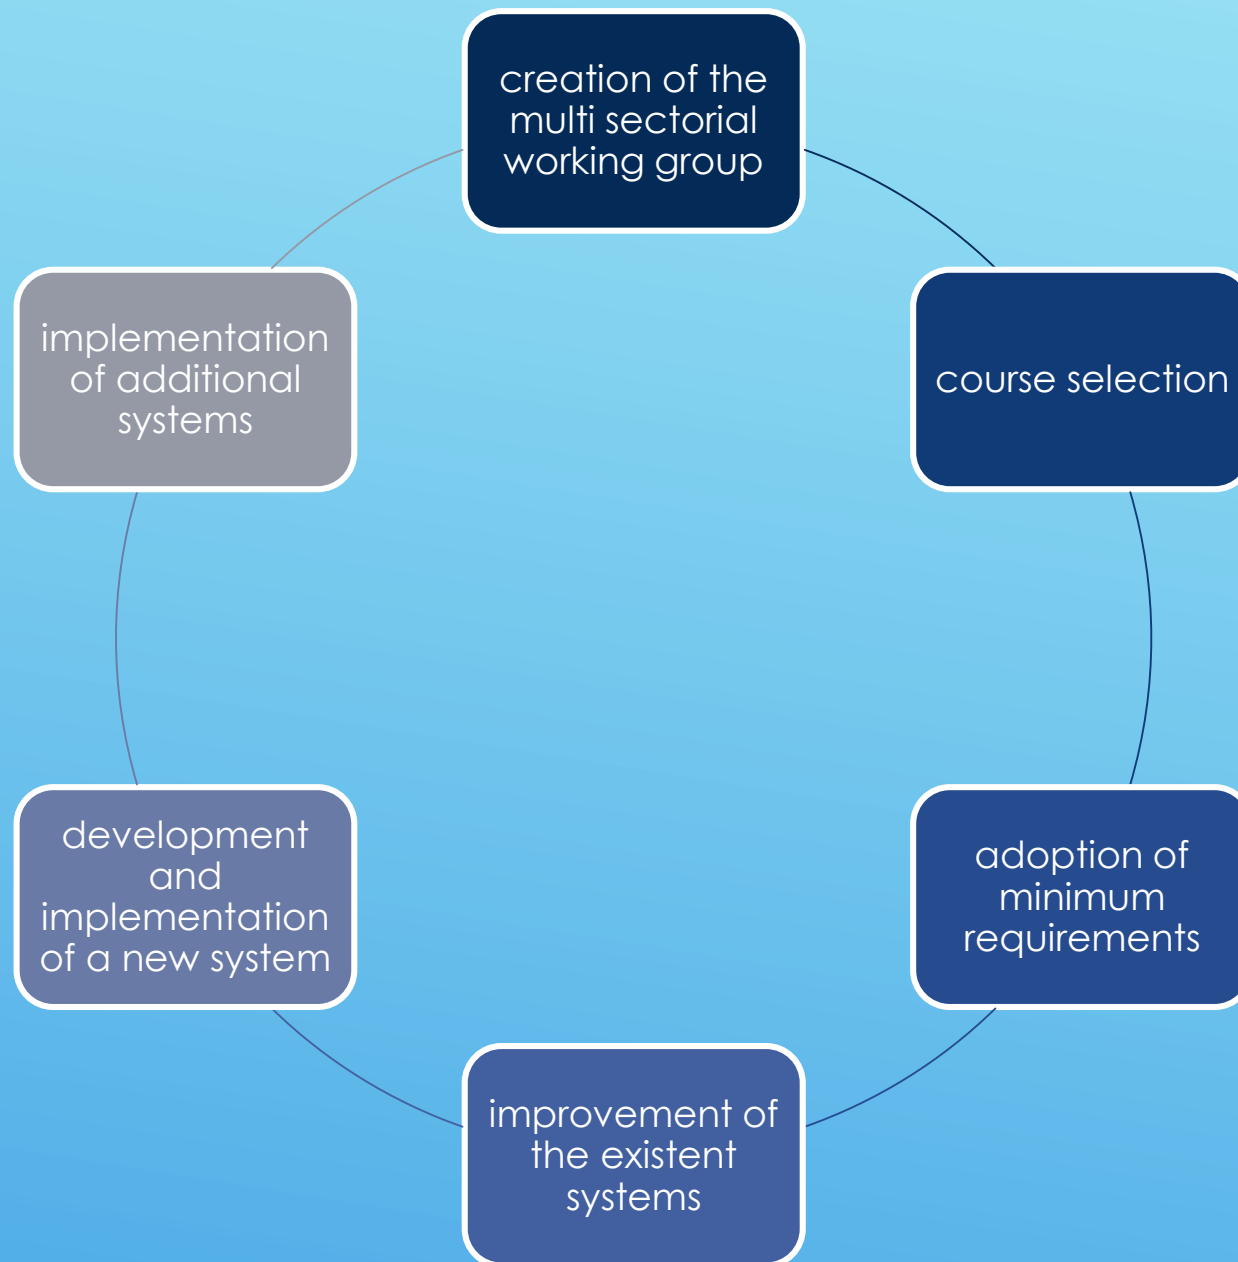 creation of the
multi sectorial
working group
course selection
adoption of
minimum
requirements
improvement of
the existent
systems
development
and
implementation
of a new system
implementation
of additional
systems